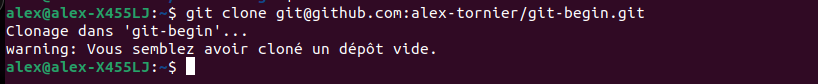 alex@alex-X455LJ:~$ git clone git@github.com:alex-tornier/git-begin.git
Clonage dans 'git-begin'...
warning: Vous semblez avoir cloné un dépôt vide.
alex@alex-X455LJ:~$